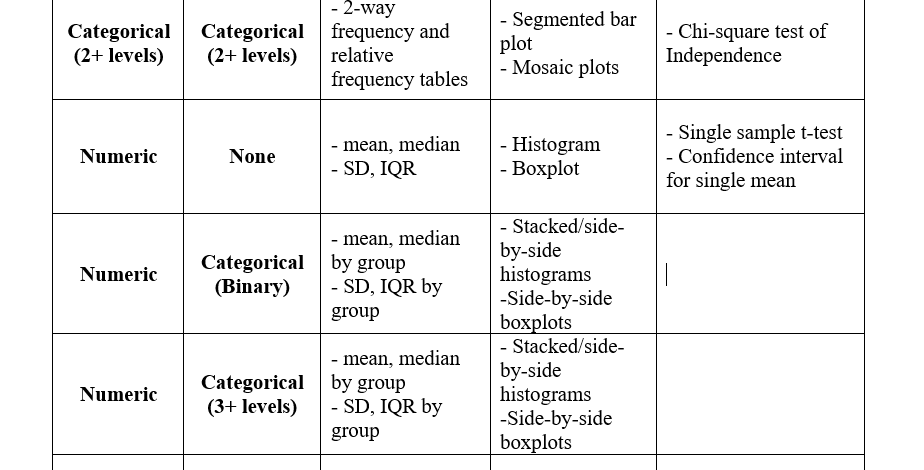 Categorical
(2+ levels)
Categorical
(2+ levels)
- 2-way
frequency and
relative
frequency tables
- Segmented bar
plot
- Mosaic plots
- Chi-square test of
Independence
Numeric
None
- mean, median
- SD, IQR
- Histogram
- Boxplot
- Single sample t-test
- Confidence interval
for single mean
Numeric
Categorical
(Binary)
- mean, median
by group
- SD, IQR by
group
- Stacked/side-
by-side
histograms
-Side-by-side
boxplots
Numeric
Categorical
(3+ levels)
- mean, median
by group
- SD, IQR by
group
- Stacked/side-
by-side
histograms
-Side-by-side
boxplots